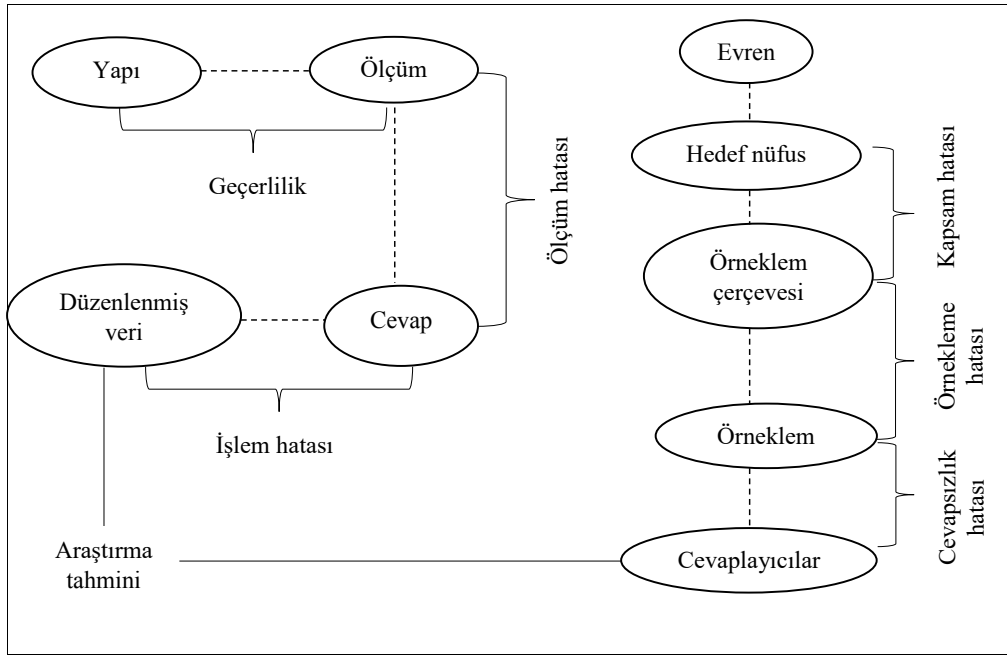 Yapı
Ölçüm
Geçerlilik
Ölçüm hatası
Düzenlenmiş
veri
Cevap
İşlem hatası
Araştırma
tahmini
Evren
Hedef nüfus
Kapsam hatası
Örneklem
çerçevesi
Örnekleme
hatası
Örneklem
Cevapsızlık
hatası
Cevaplayıcılar